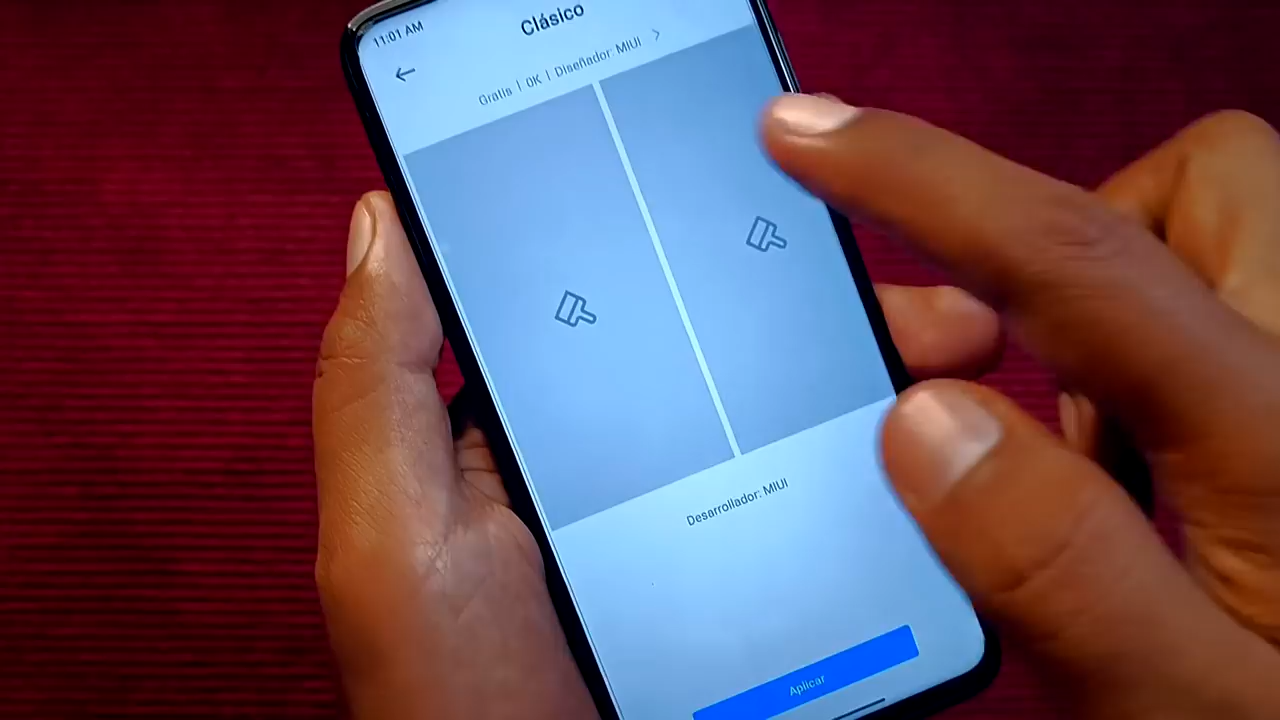 11:01 AM
Clásico
Gratis | 0K | Diseñador: MIUI
Desarrollador: MIUI
Aplicar